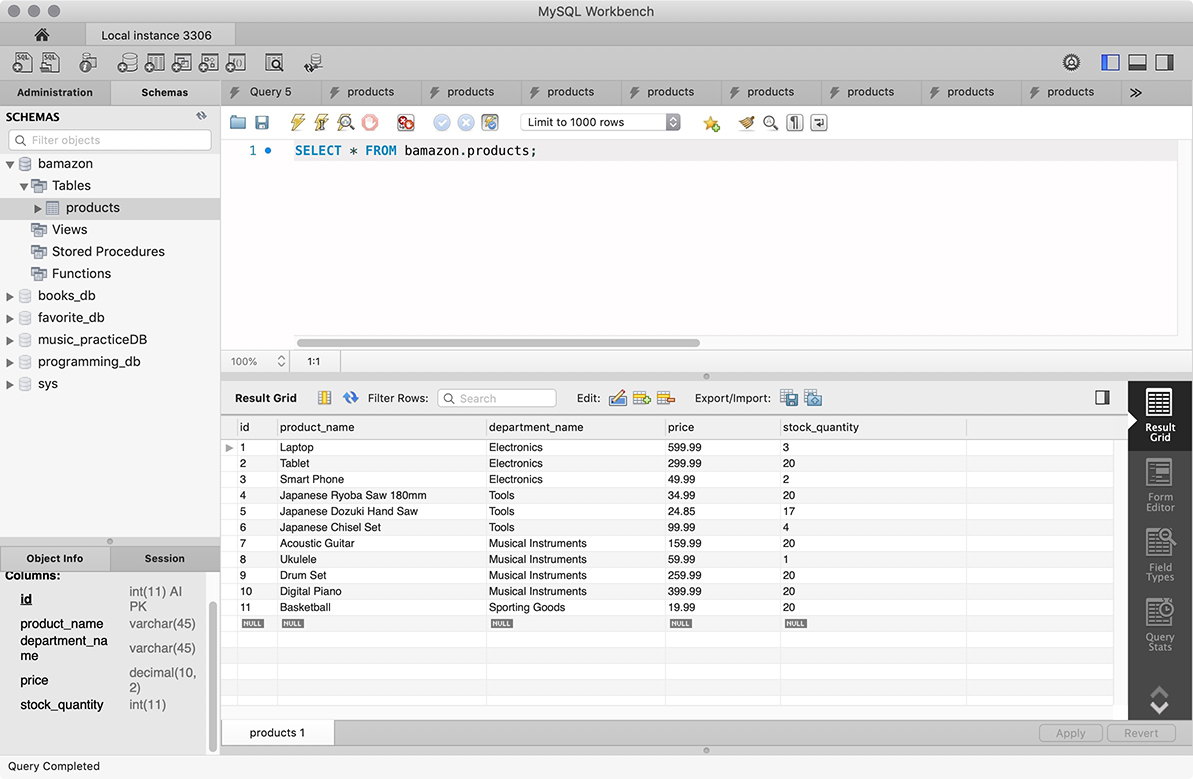 MySQL Workbench
Local instance 3306
Administration Schemas Query 5 products products products products products products products products
SCHEMAS
Filter objects
bamazon
Tables
products
Views
Stored Procedures
Functions
books_db
favorite_db
music_practiceDB
programming_db
sys
Limit to 1000 rows
1 SELECT * FROM bamazon.products;
100% 1:1
Result Grid Filter Rows: Search Edit: Export/Import:
id product_name department_name price stock_quantity
1 Laptop Electronics 599.99 3
2 Tablet Electronics 299.99 20
3 Smart Phone Electronics 49.99 2
4 Japanese Ryoba Saw 180mm Tools 34.99 20
5 Japanese Dozuki Hand Saw Tools 24.85 17
6 Japanese Chisel Set Tools 99.99 4
7 Acoustic Guitar Musical Instruments 159.99 20
8 Ukulele Musical Instruments 59.99 1
9 Drum Set Musical Instruments 259.99 20
10 Digital Piano Musical Instruments 399.99 20
11 Basketball Sporting Goods 19.99 20
NULL NULL NULL NULL NULL
Result
Grid
Form
Editor
Field
Types
Query
Stats
Object Info Session
Columns:
id int(11) AI
PK
product_name varchar(45)
department_na
me varchar(45)
price decimal(10,
2)
stock_quantity int(11)
products 1 Apply Revert
Query Completed